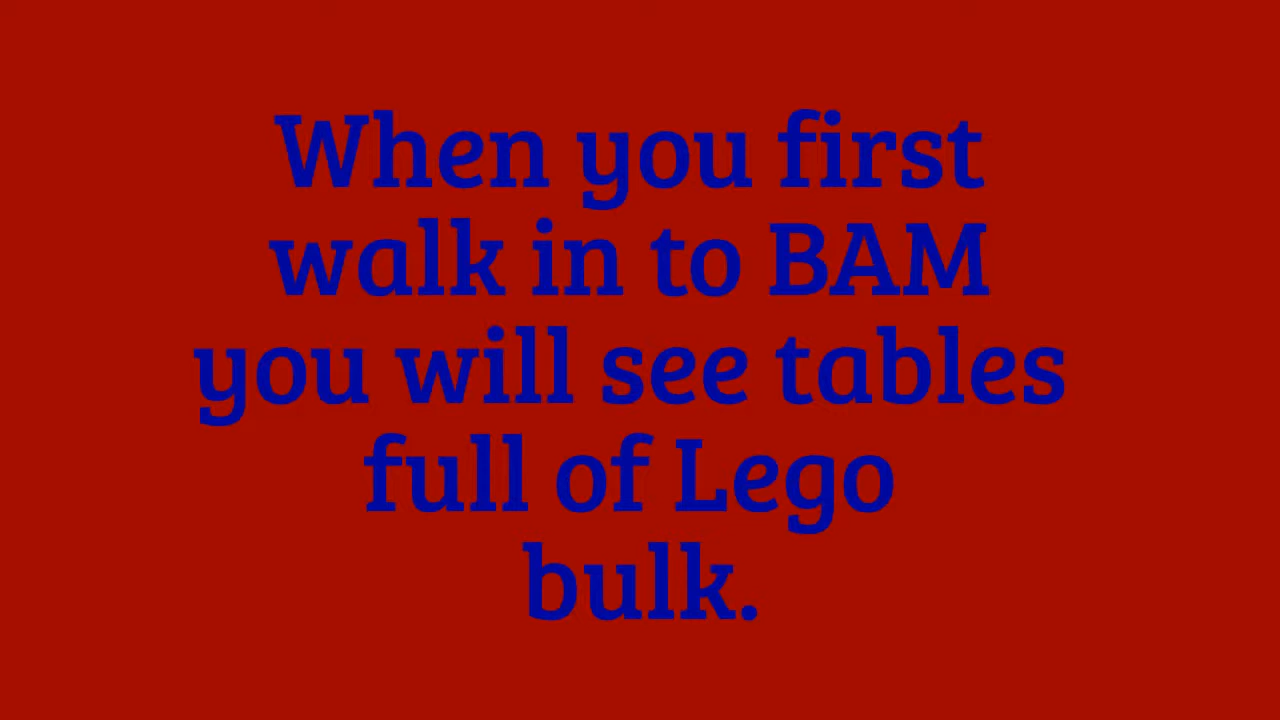 When you first
walk in to BAM
you will see tables
full of Lego
bulk.